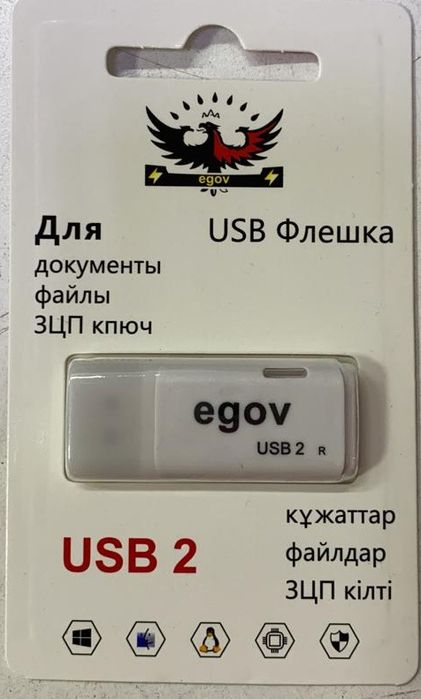 egov
Для
USB Флешка
документы
файлы
ЗЦП кпюч
egov
USB 2 R
USB 2
құжаттар
файлдар
ЗЦП кілті